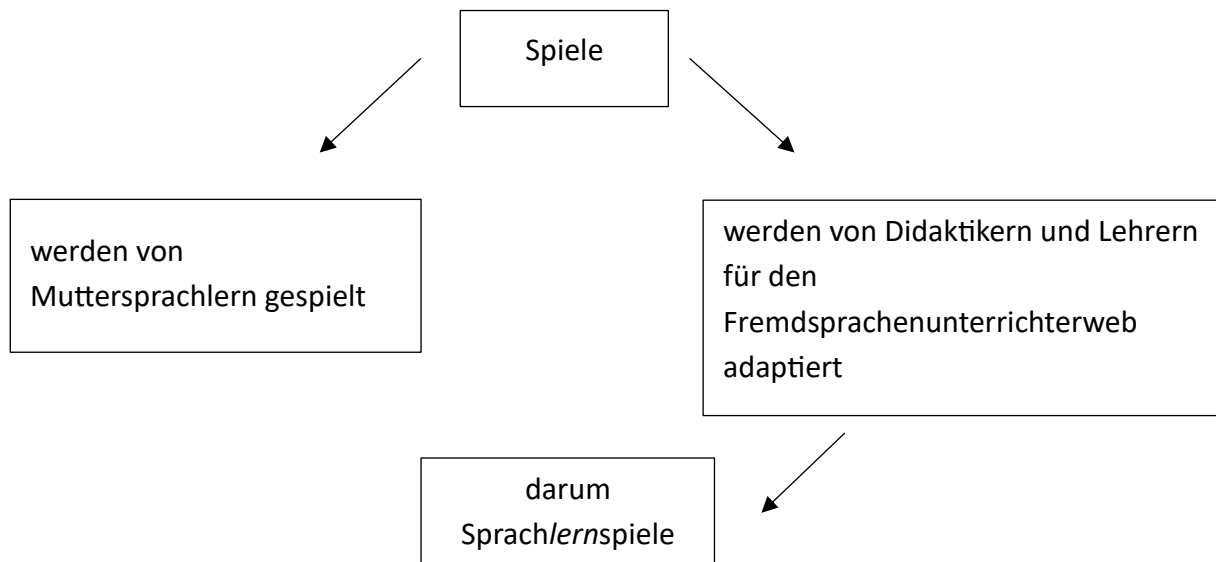 Spiele
werden von
Muttersprachlern gespielt
werden von Didaktikern und Lehrern
für den
Fremdsprachenunterrichterweb
adaptiert
darum
Sprachlernspiele